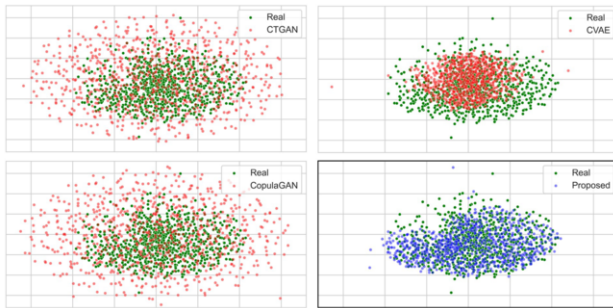 Real
CTGAN
Real
CVAE
Real
CopulaGAN
Real
Proposed